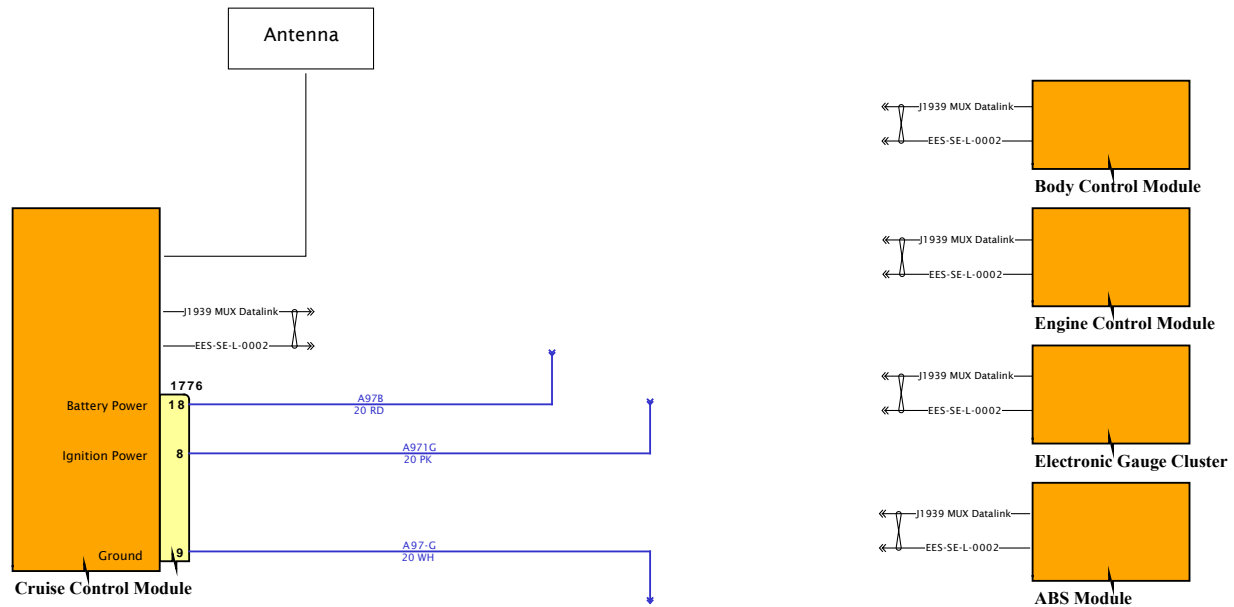 Antenna
J1939 MUX Datalink
EES-SE-L-0002
Body Control Module
J1939 MUX Datalink
EES-SE-L-0002
Engine Control Module
J1939 MUX Datalink
EES-SE-L-0002
Electronic Gauge Cluster
J1939 MUX Datalink
EES-SE-L-0002
ABS Module
J1939 MUX Datalink
EES-SE-L-0002
1776
Battery Power
18
A97B
20 RD
Ignition Power
8
A971G
20 PK
Ground
9
A97-G
20 WH
Cruise Control Module